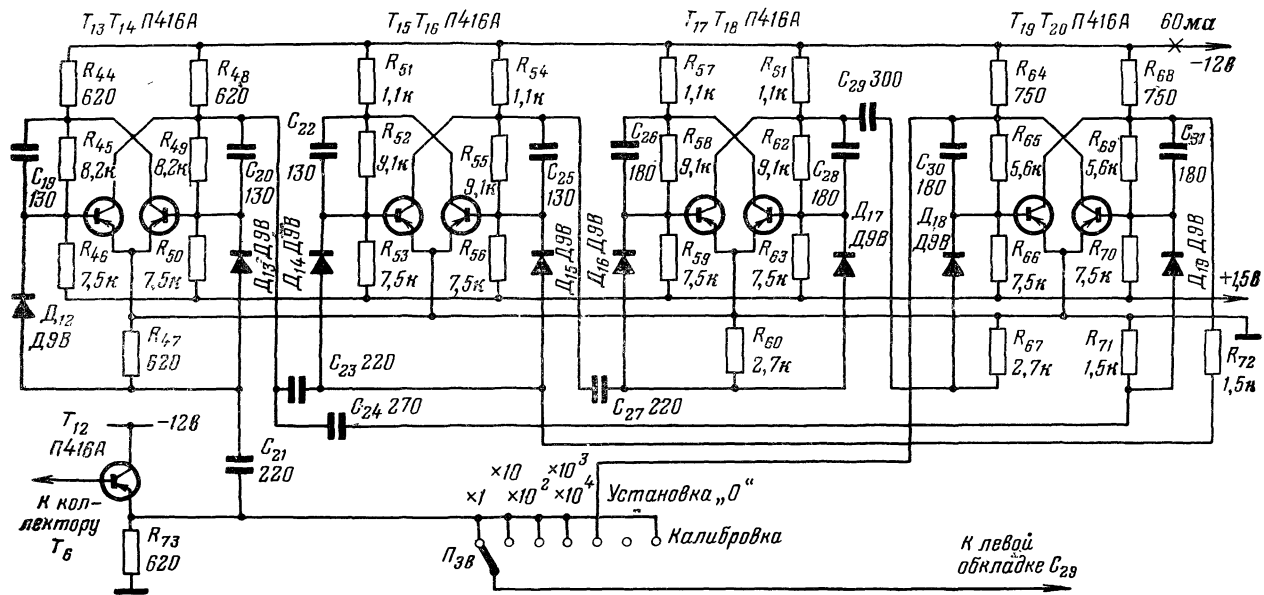 T13 T14 П416А
T15 T16 П416А
T17 T18 П416А
T19 T20 П416А
60 ма
−12в
R44
620
R48
620
R51
1,1к
R54
1,1к
R57
1,1к
R61
1,1к
C29 300
R64
750
R68
750
C19
130
R45
8,2к
R49
8,2к
C20
130
C22
130
R52
9,1к
R55
9,1к
C25
130
C26
180
R58
9,1к
R62
9,1к
C28
180
C30
180
R65
5,6к
R69
5,6к
C31
180
R46
7,5к
R50
7,5к
Д13 Д9В
Д14 Д9В
R53
7,5к
R56
7,5к
Д15 Д9В
Д16 Д9В
R59
7,5к
R63
7,5к
Д17
Д9В
Д18
Д9В
R66
7,5к
R70
7,5к
Д19 Д9В
+1,5в
Д12
Д9В
R47
620
C23 220
C24 270
C27 220
R60
2,7к
R67
2,7к
R71
1,5к
R72
1,5к
T12
П416А
−12в
C21
220
К кол-
лектору
T6
R73
620
×1
×10
×10²
×10³
×10⁴
Установка „0“
Калибровка
П3В
К левой
обкладке C29